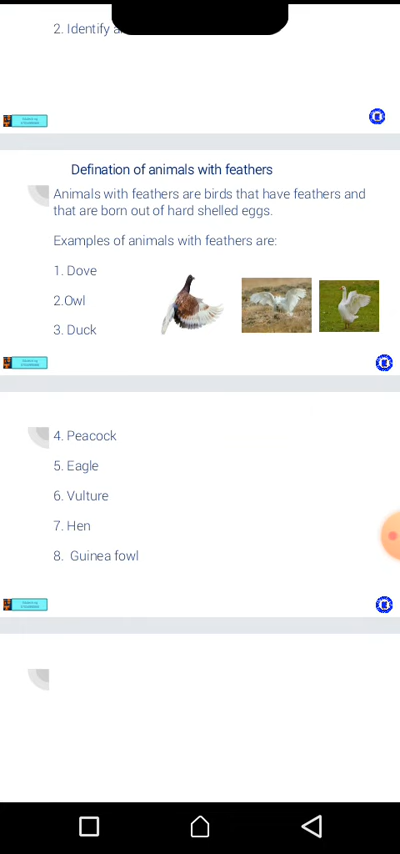 2. Identify
Defination of animals with feathers
Animals with feathers are birds that have feathers and
that are born out of hard shelled eggs.
Examples of animals with feathers are:
1. Dove
2.Owl
3. Duck
4. Peacock
5. Eagle
6. Vulture
7. Hen
8. Guinea fowl